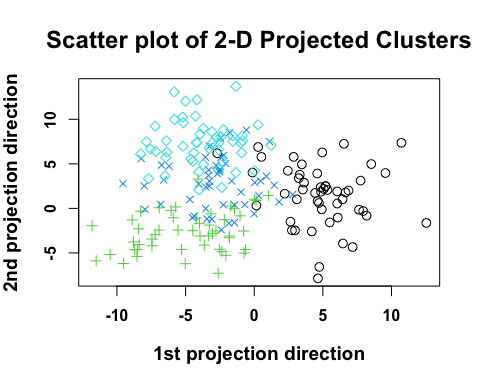 Scatter plot of 2-D Projected Clusters
2nd projection direction
10
5
0
-5
-10 -5 0 5 10
1st projection direction